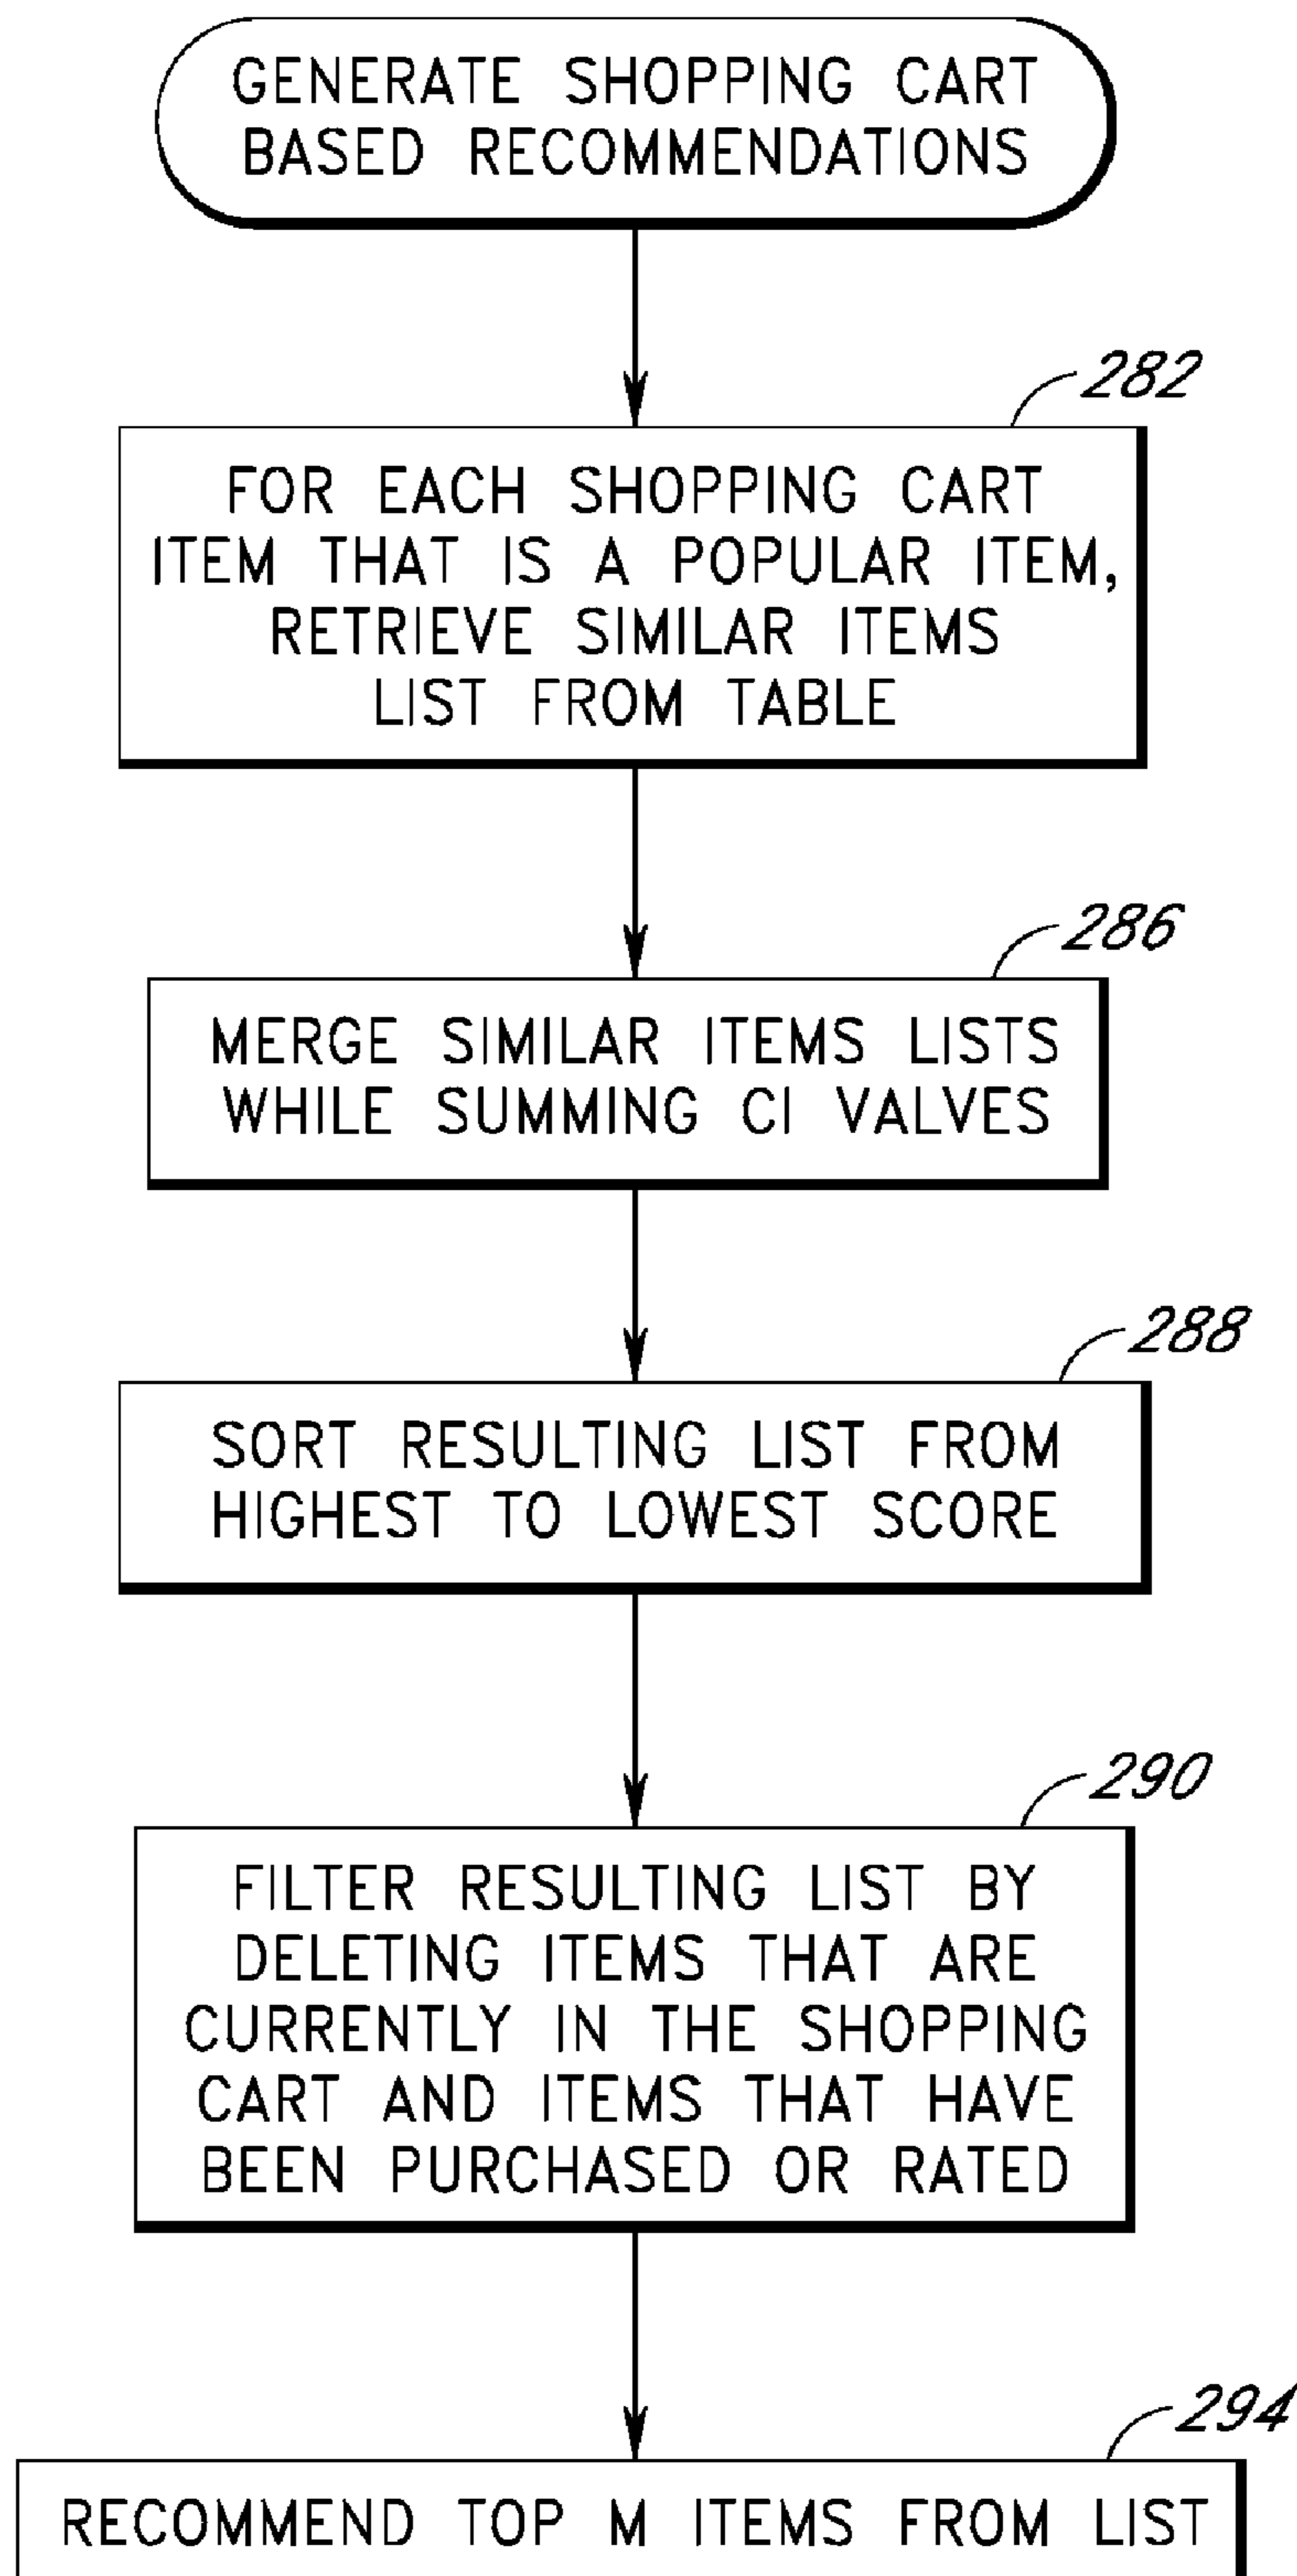 GENERATE SHOPPING CART
BASED RECOMMENDATIONS
282
FOR EACH SHOPPING CART
ITEM THAT IS A POPULAR ITEM,
RETRIEVE SIMILAR ITEMS
LIST FROM TABLE
286
MERGE SIMILAR ITEMS LISTS
WHILE SUMMING CI VALVES
288
SORT RESULTING LIST FROM
HIGHEST TO LOWEST SCORE
290
FILTER RESULTING LIST BY
DELETING ITEMS THAT ARE
CURRENTLY IN THE SHOPPING
CART AND ITEMS THAT HAVE
BEEN PURCHASED OR RATED
294
RECOMMEND TOP M ITEMS FROM LIST